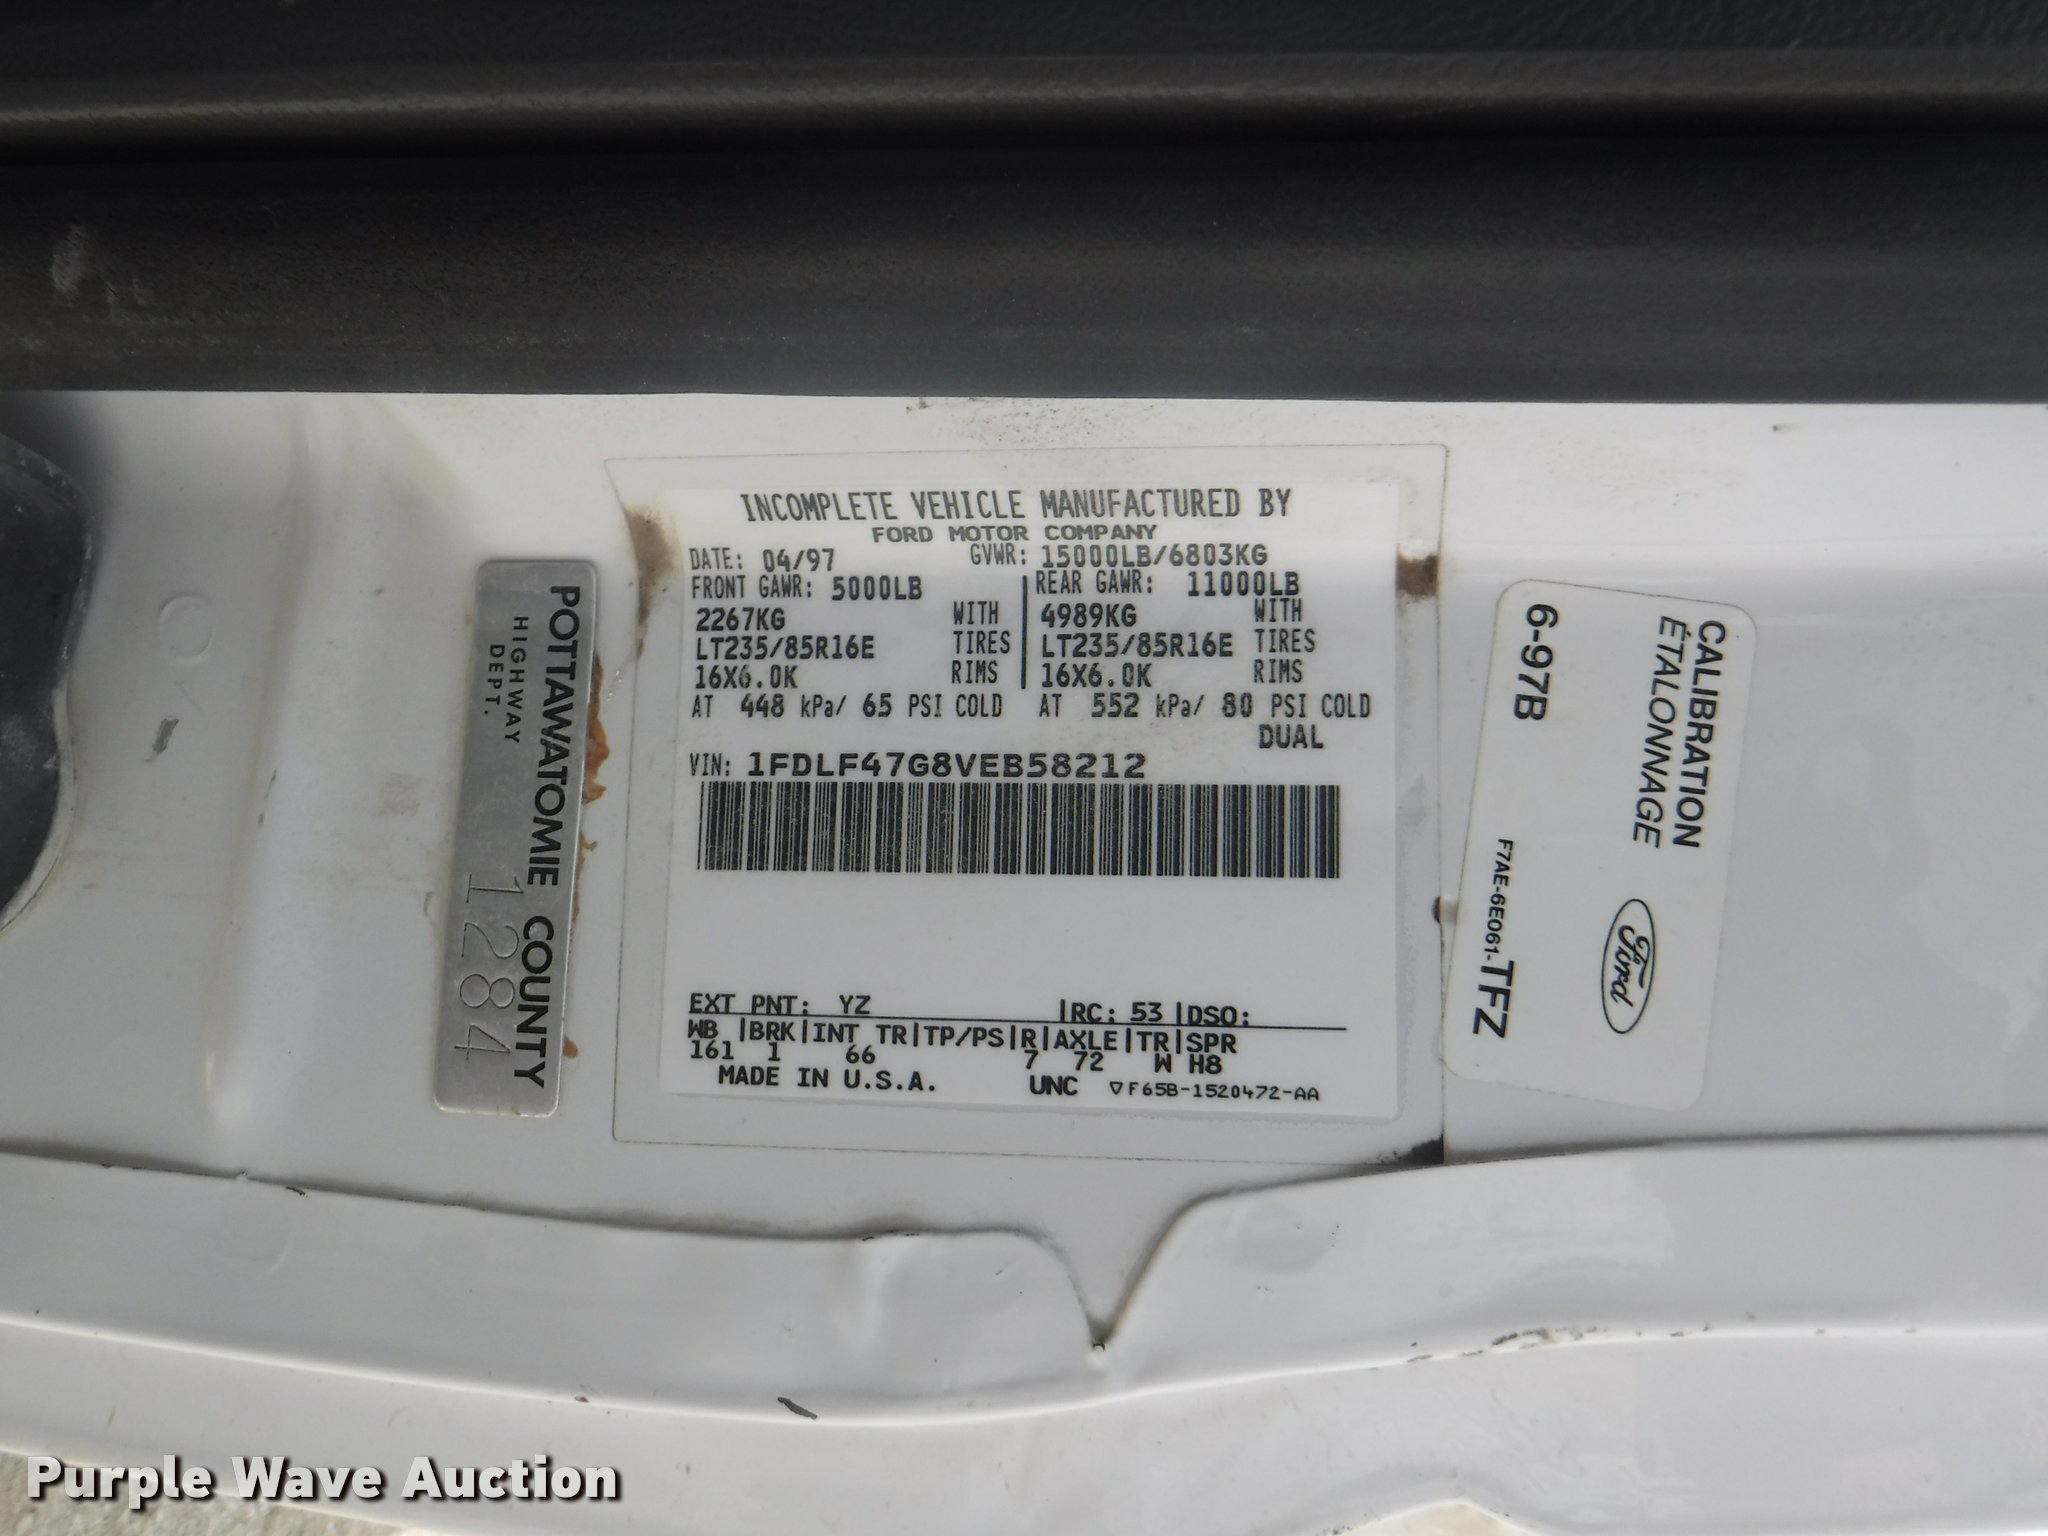 INCOMPLETE VEHICLE MANUFACTURED BY
FORD MOTOR COMPANY
DATE: 04/97 GVWR: 15000LB/6803KG
FRONT GAWR: 5000LB REAR GAWR: 11000LB
2267KG WITH 4989KG WITH
LT235/85R16E TIRES LT235/85R16E TIRES
16X6.0K RIMS 16X6.0K RIMS
AT 448 kPa/ 65 PSI COLD AT 552 kPa/ 80 PSI COLD
DUAL
VIN: 1FDLF47G8VEB58212
EXT PNT: YZ |RC: 53 |DSO:
WB |BRK|INT TR|TP/PS|R|AXLE|TR|SPR
161 1 66 7 72 W H8
MADE IN U.S.A. UNC ▽F65B-1520472-AA
POTTAWATOMIE COUNTY
HIGHWAY
DEPT.
1284
CALIBRATION
ÉTALONNAGE
Ford
6-97B
F7AE-6E061-TFZ
Purple Wave Auction